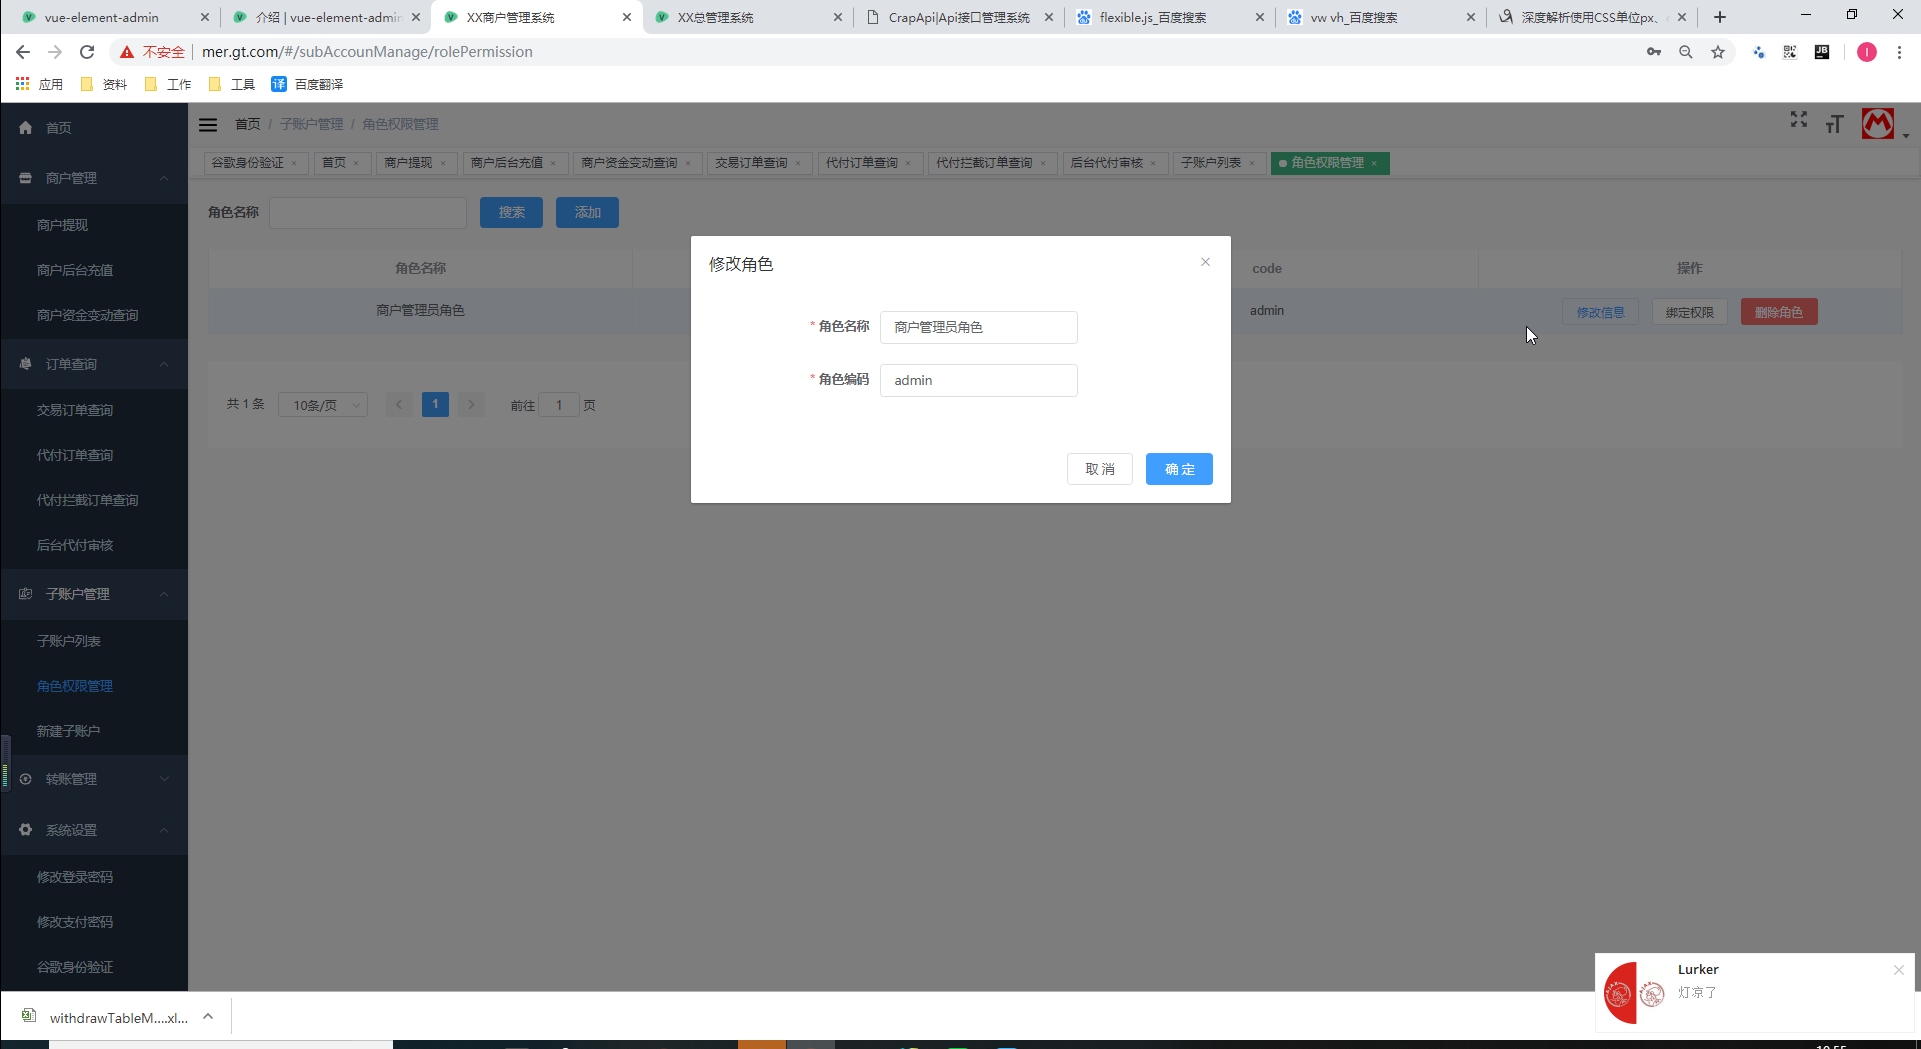 vue-element-admin
介绍 | vue-element-admin
XX商户管理系统
XX总管理系统
CrapApi|Api接口管理系统
flexible.js_百度搜索
vw vh_百度搜索
深度解析使用CSS单位px、
不安全
mer.gt.com/#/subAccounManage/rolePermission
应用
资料
工作
工具
译 百度翻译
首页
商户管理
商户提现
商户后台充值
商户资金变动查询
订单查询
交易订单查询
代付订单查询
代付拦截订单查询
后台代付审核
子账户管理
子账户列表
角色权限管理
新建子账户
转账管理
系统设置
修改登录密码
修改支付密码
谷歌身份验证
首页 / 子账户管理 / 角色权限管理
谷歌身份验证
首页
商户提现
商户后台充值
商户资金变动查询
交易订单查询
代付订单查询
代付拦截订单查询
后台代付审核
子账户列表
角色权限管理
角色名称
搜索
添加
角色名称
code
操作
商户管理员角色
admin
修改信息
绑定权限
删除角色
共 1 条
10条/页
1
前往 1 页
修改角色
* 角色名称
商户管理员角色
* 角色编码
admin
取 消
确 定
Lurker
灯凉了
withdrawTableM....xl...